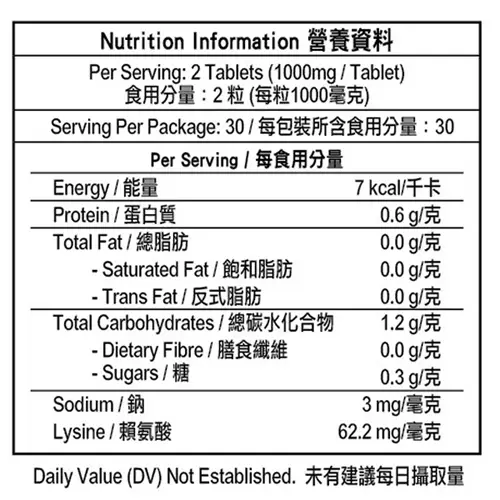 Nutrition Information 營養資料
Per Serving: 2 Tablets (1000mg / Tablet)
食用分量：2 粒 (每粒1000毫克)
Serving Per Package: 30 / 每包裝所含食用分量：30
Per Serving / 每食用分量
Energy / 能量 7 kcal/千卡
Protein / 蛋白質 0.6 g/克
Total Fat / 總脂肪 0.0 g/克
- Saturated Fat / 飽和脂肪 0.0 g/克
- Trans Fat / 反式脂肪 0.0 g/克
Total Carbohydrates / 總碳水化合物 1.2 g/克
- Dietary Fibre / 膳食纖維 0.0 g/克
- Sugars / 糖 0.3 g/克
Sodium / 鈉 3 mg/毫克
Lysine / 賴氨酸 62.2 mg/毫克
Daily Value (DV) Not Established. 未有建議每日攝取量